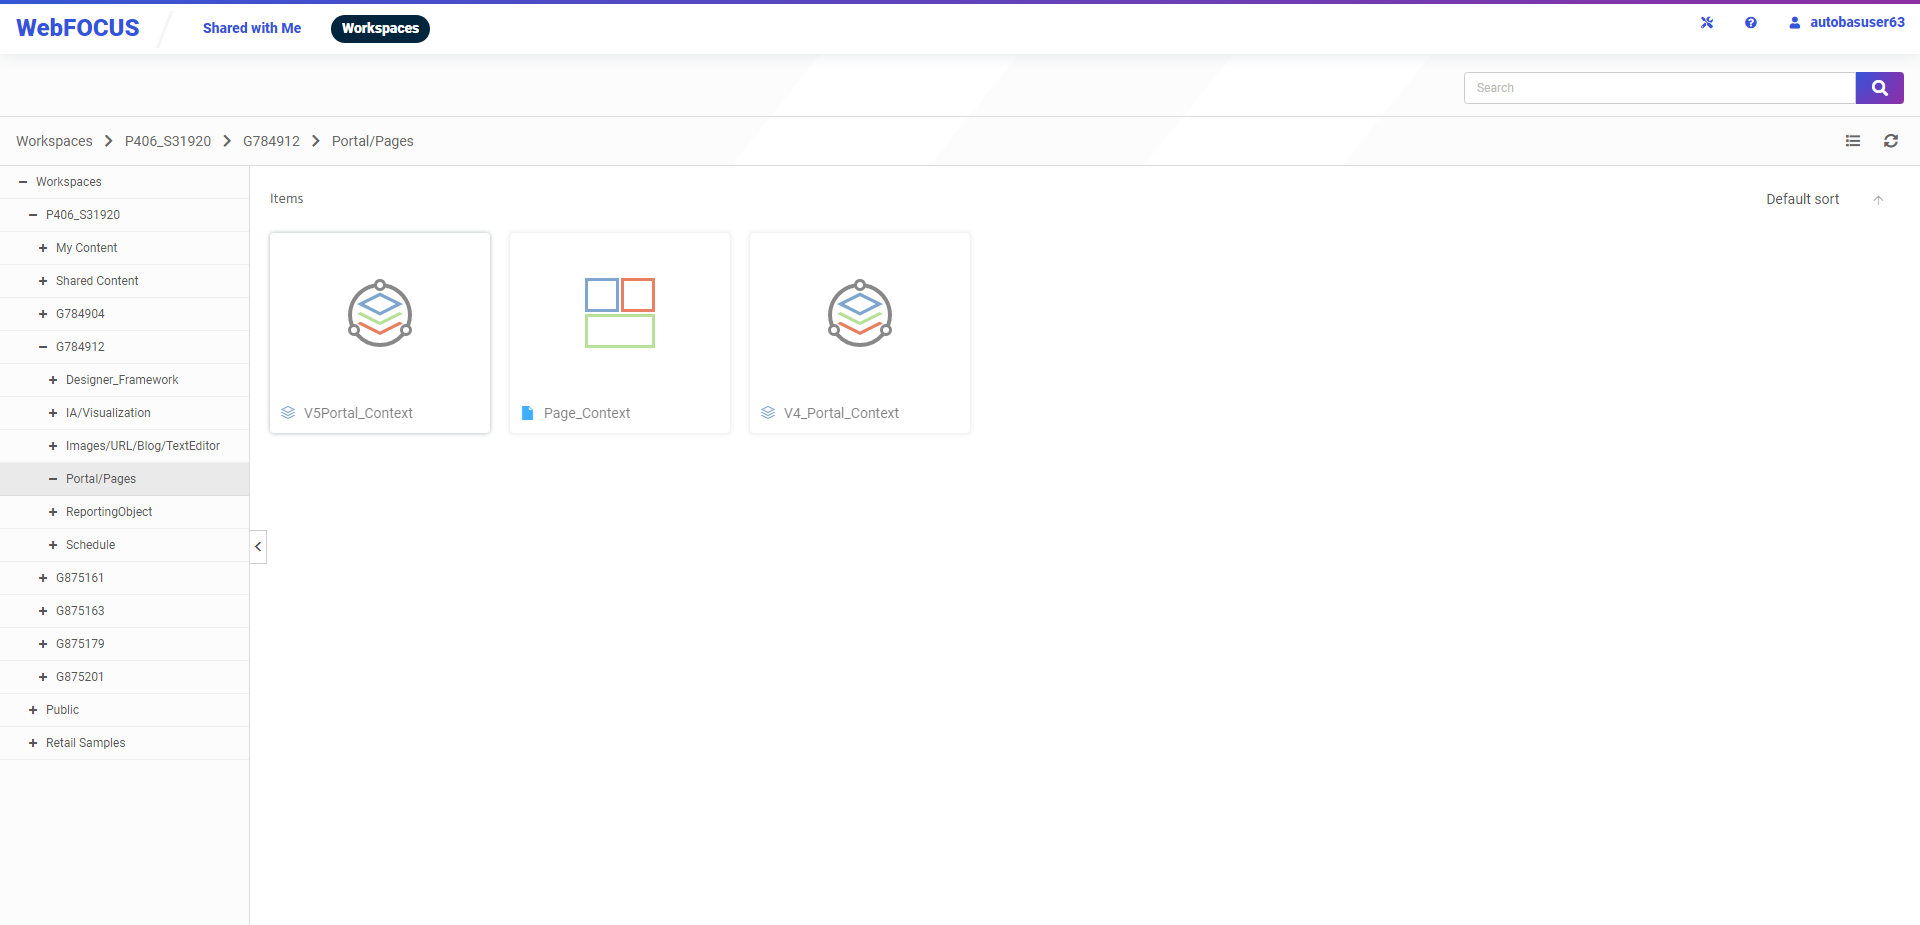 WebFOCUS
Shared with Me
Workspaces
autobasuser63
Search
Workspaces
P406_S31920
G784912
Portal/Pages
Workspaces
P406_S31920
My Content
Shared Content
G784904
G784912
Designer_Framework
IA/Visualization
Images/URL/Blog/TextEditor
Portal/Pages
ReportingObject
Schedule
G875161
G875163
G875179
G875201
Public
Retail Samples
Items
Default sort
V5Portal_Context
Page_Context
V4_Portal_Context